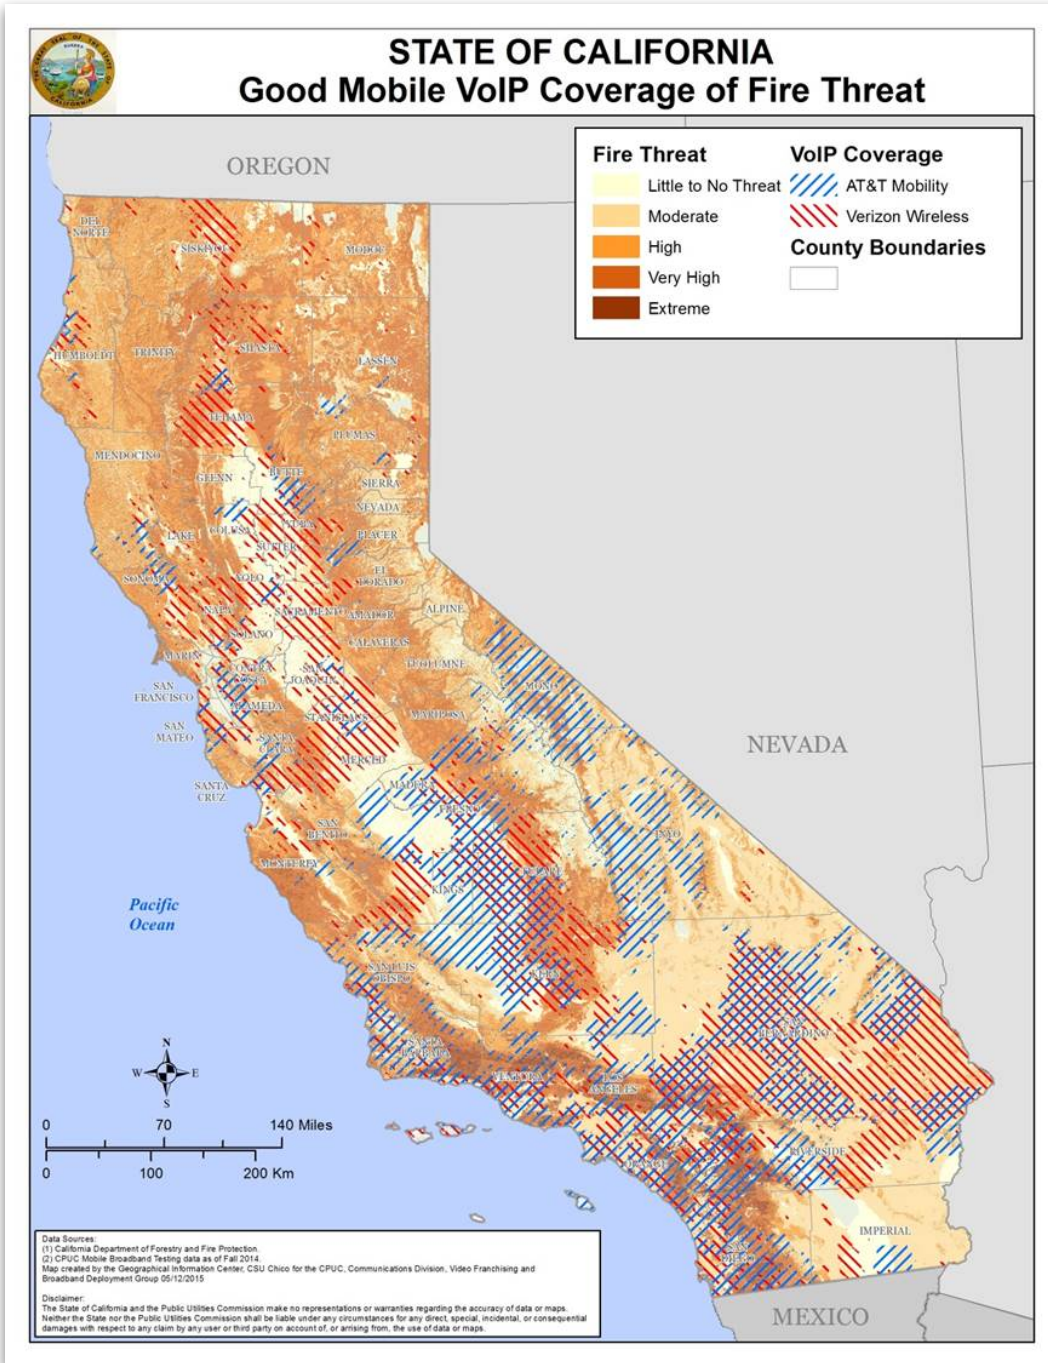 STATE OF CALIFORNIA
Good Mobile VoIP Coverage of Fire Threat
Fire Threat
Little to No Threat
Moderate
High
Very High
Extreme
VoIP Coverage
AT&T Mobility
Verizon Wireless
County Boundaries
OREGON
DEL
NORTE
SISKIYOU
MODOC
HUMBOLDT
TRINITY
SHASTA
LASSEN
TEHAMA
PLUMAS
MENDOCINO
GLENN
BUTTE
SIERRA
NEVADA
COLUSA
YUBA
LAKE
PLACER
SUTTER
SONOMA
YOLO
EL
DORADO
NAPA
SACRAMENTO
AMADOR
ALPINE
SOLANO
CALAVERAS
MARIN
TUOLUMNE
CONTRA
COSTA
SAN
JOAQUIN
SAN
FRANCISCO
MONO
ALAMEDA
STANISLAUS
MARIPOSA
SAN
MATEO
SANTA
CLARA
MERCED
NEVADA
SANTA
CRUZ
MADERA
FRESNO
SAN
BENITO
INYO
MONTEREY
TULARE
KINGS
Pacific
Ocean
SAN LUIS
OBISPO
KERN
SAN
BERNARDINO
SANTA
BARBARA
VENTURA
LOS
ANGELES
ORANGE
RIVERSIDE
SAN
DIEGO
IMPERIAL
MEXICO
N
W
E
S
0
70
140 Miles
0
100
200 Km
Data Sources:
(1) California Department of Forestry and Fire Protection.
(2) CPUC Mobile Broadband Testing data as of Fall 2014.
Map created by the Geographical Information Center, CSU Chico for the CPUC, Communications Division, Video Franchising and
Broadband Deployment Group 05/12/2015
Disclaimer:
The State of California and the Public Utilities Commission make no representations or warranties regarding the accuracy of data or maps.
Neither the State nor the Public Utilities Commission shall be liable under any circumstances for any direct, special, incidental, or consequential
damages with respect to any claim by any user or third party on account of, or arising from, the use of data or maps.